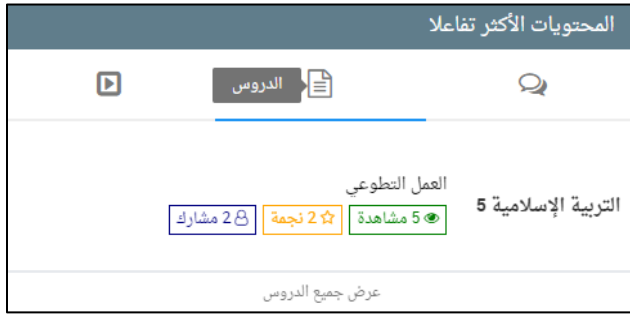 المحتويات الأكثر تفاعلا
الدروس
العمل التطوعي
التربية الإسلامية 5
5 مشاهدة 2 نجمة 2 مشارك
عرض جميع الدروس